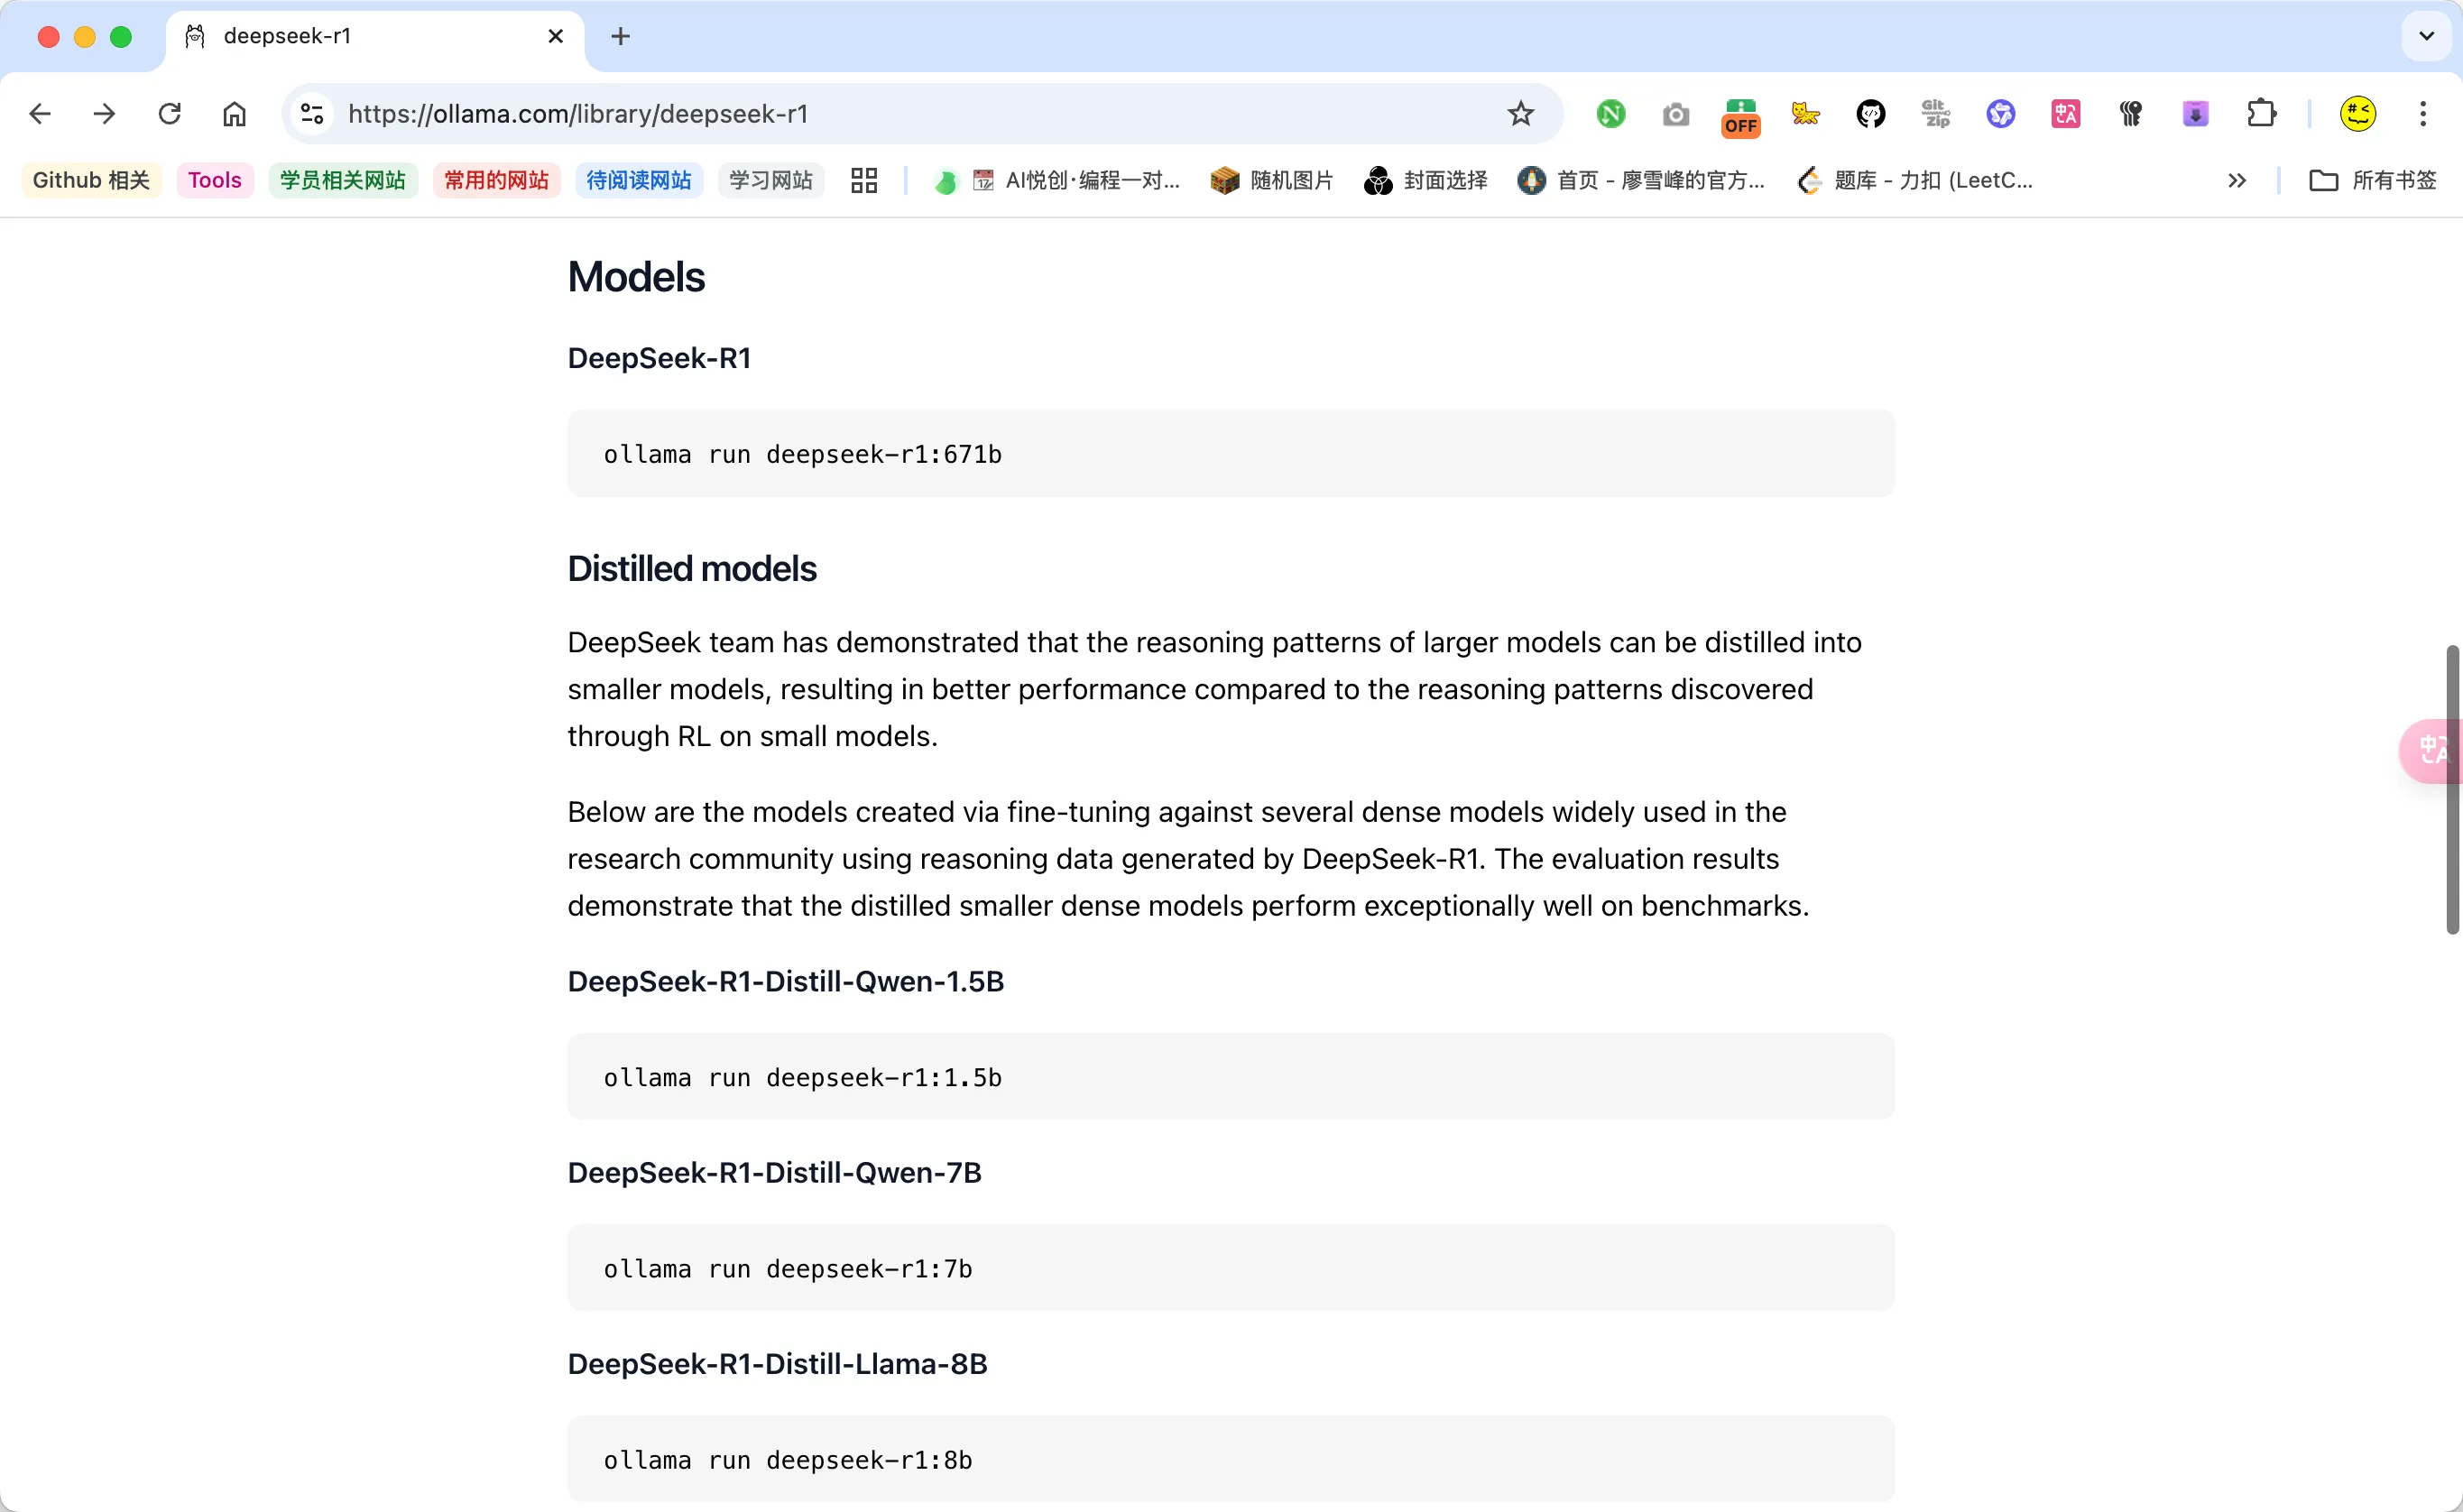 deepseek-r1
https://ollama.com/library/deepseek-r1
OFF
Git
zip
Github 相关
Tools
学员相关网站
常用的网站
待阅读网站
学习网站
AI悦创·编程一对...
随机图片
封面选择
首页 - 廖雪峰的官方...
题库 - 力扣 (LeetC...
所有书签
Models
DeepSeek-R1
ollama run deepseek-r1:671b
Distilled models
DeepSeek team has demonstrated that the reasoning patterns of larger models can be distilled into
smaller models, resulting in better performance compared to the reasoning patterns discovered
through RL on small models.
Below are the models created via fine-tuning against several dense models widely used in the
research community using reasoning data generated by DeepSeek-R1. The evaluation results
demonstrate that the distilled smaller dense models perform exceptionally well on benchmarks.
DeepSeek-R1-Distill-Qwen-1.5B
ollama run deepseek-r1:1.5b
DeepSeek-R1-Distill-Qwen-7B
ollama run deepseek-r1:7b
DeepSeek-R1-Distill-Llama-8B
ollama run deepseek-r1:8b